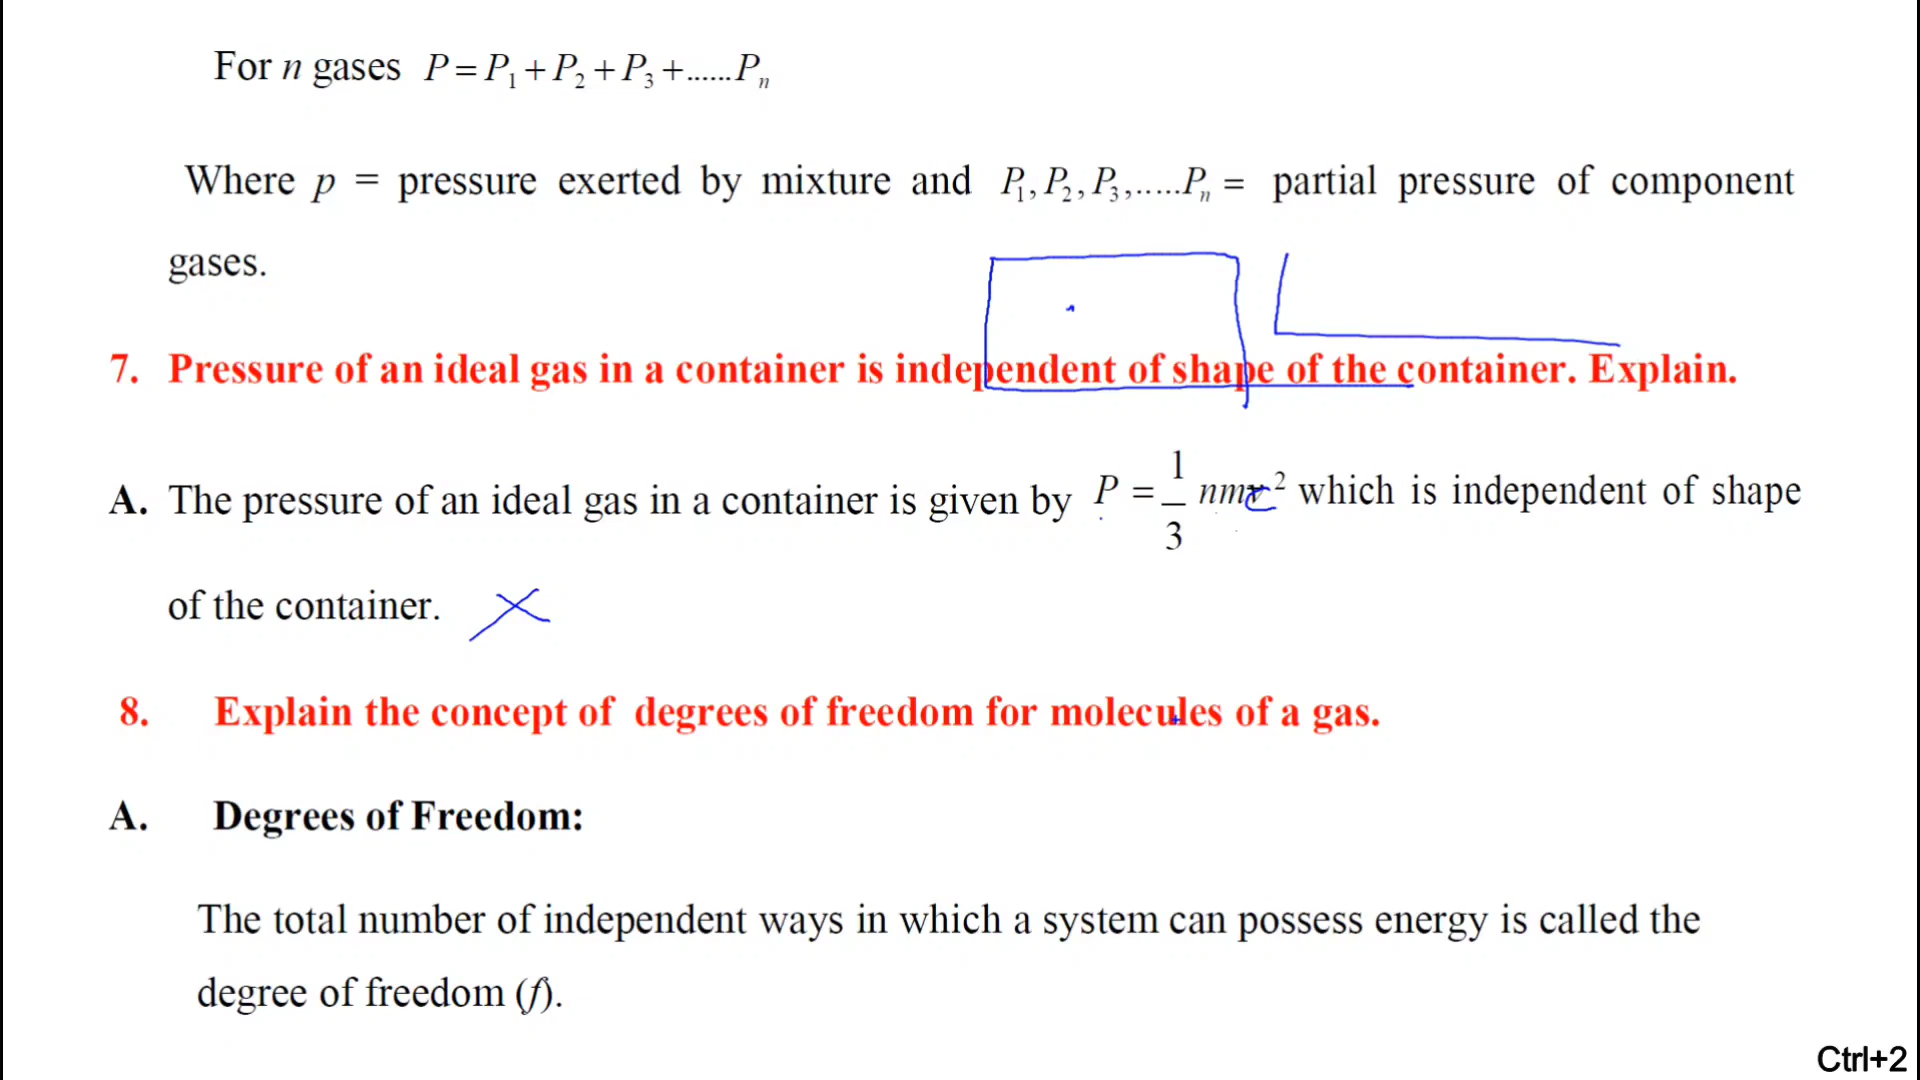 For n gases P = P₁ + P₂ + P₃ + ...... Pₙ
Where p = pressure exerted by mixture and P₁, P₂, P₃, ..... Pₙ = partial pressure of component
gases.
7. Pressure of an ideal gas in a container is independent of shape of the container. Explain.
A. The pressure of an ideal gas in a container is given by P = 1/3 nmv² which is independent of shape
of the container.
8. Explain the concept of degrees of freedom for molecules of a gas.
A. Degrees of Freedom:
The total number of independent ways in which a system can possess energy is called the
degree of freedom (f).
Ctrl+2